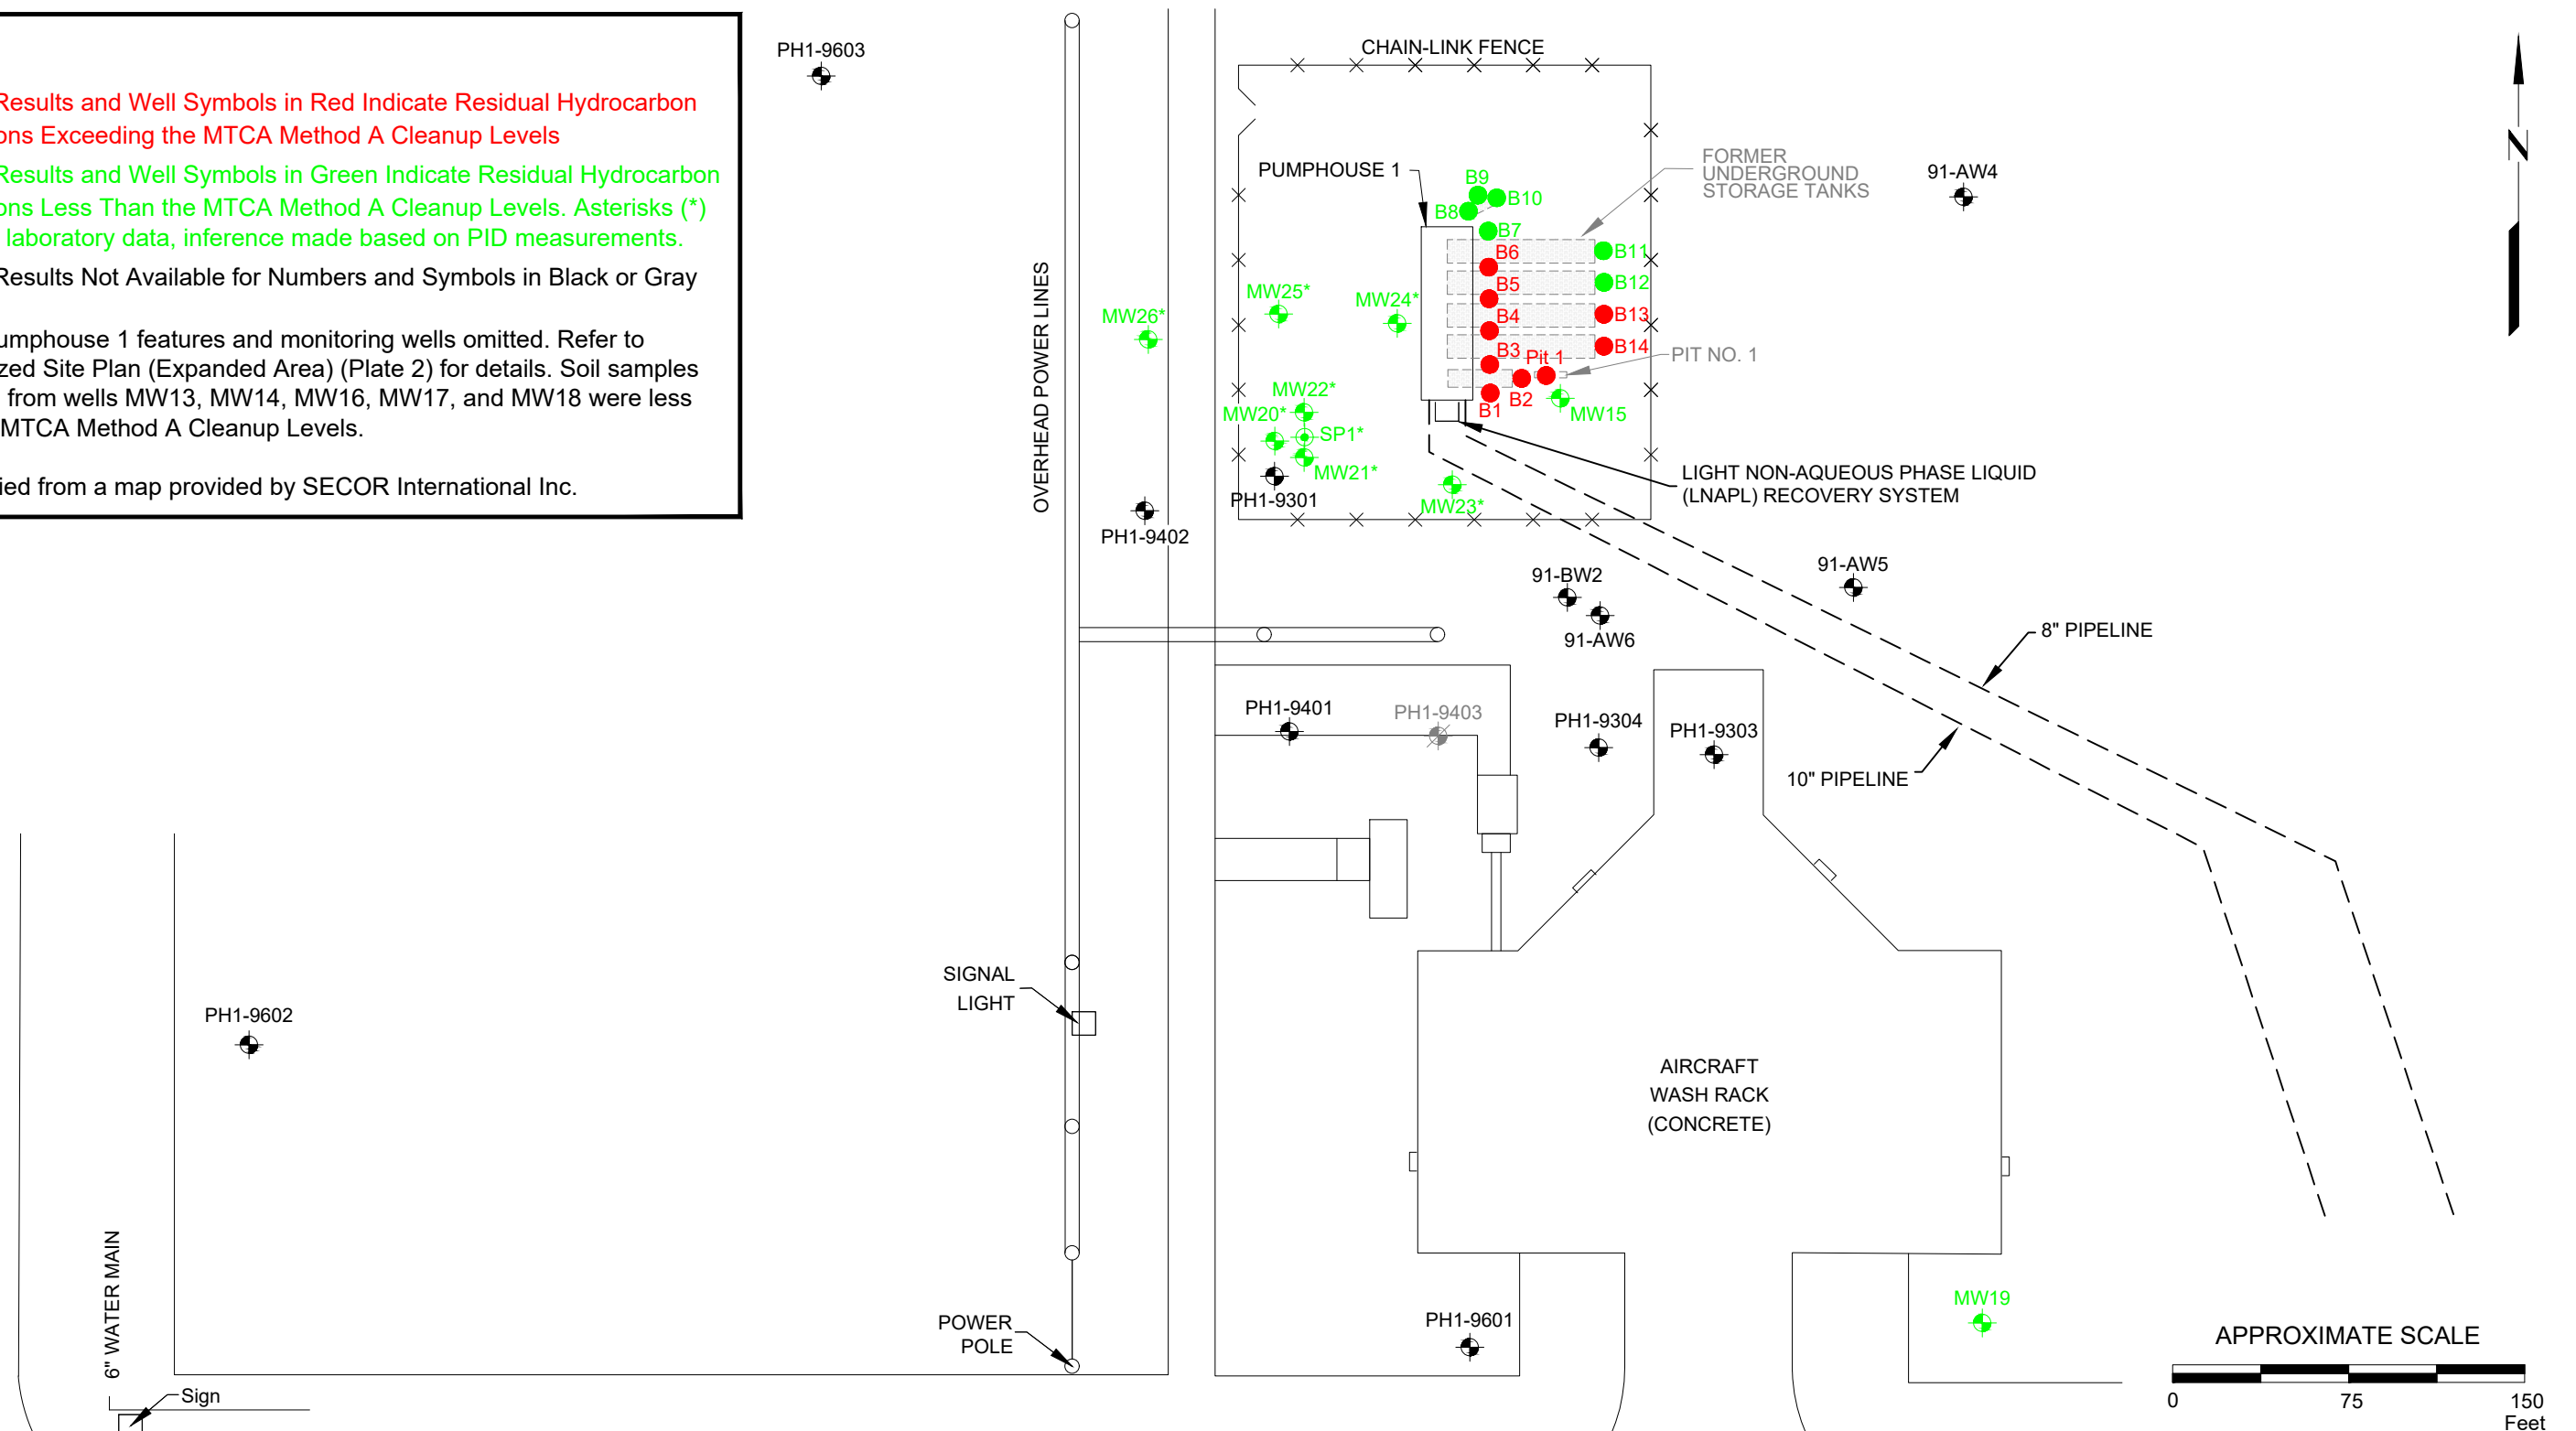 Results and Well Symbols in Red Indicate Residual Hydrocarbon
ons Exceeding the MTCA Method A Cleanup Levels
Results and Well Symbols in Green Indicate Residual Hydrocarbon
ons Less Than the MTCA Method A Cleanup Levels. Asterisks (*)
laboratory data, inference made based on PID measurements.
Results Not Available for Numbers and Symbols in Black or Gray
umphouse 1 features and monitoring wells omitted. Refer to
zed Site Plan (Expanded Area) (Plate 2) for details. Soil samples
from wells MW13, MW14, MW16, MW17, and MW18 were less
MTCA Method A Cleanup Levels.
ied from a map provided by SECOR International Inc.
PH1-9603
CHAIN-LINK FENCE
PUMPHOUSE 1
FORMER
UNDERGROUND
STORAGE TANKS
91-AW4
N
B9
B10
B8
B7
B6
B11
B5
B12
B4
B13
B3
B14
Pit 1
PIT NO. 1
B1
B2
MW15
MW25*
MW24*
MW26*
MW22*
MW20*
SP1*
MW21*
PH1-9301
MW23*
OVERHEAD POWER LINES
PH1-9402
LIGHT NON-AQUEOUS PHASE LIQUID
(LNAPL) RECOVERY SYSTEM
91-BW2
91-AW6
91-AW5
8" PIPELINE
10" PIPELINE
PH1-9401
PH1-9403
PH1-9304
PH1-9303
SIGNAL
LIGHT
PH1-9602
AIRCRAFT
WASH RACK
(CONCRETE)
6" WATER MAIN
POWER
POLE
PH1-9601
MW19
Sign
APPROXIMATE SCALE
0 75 150
Feet